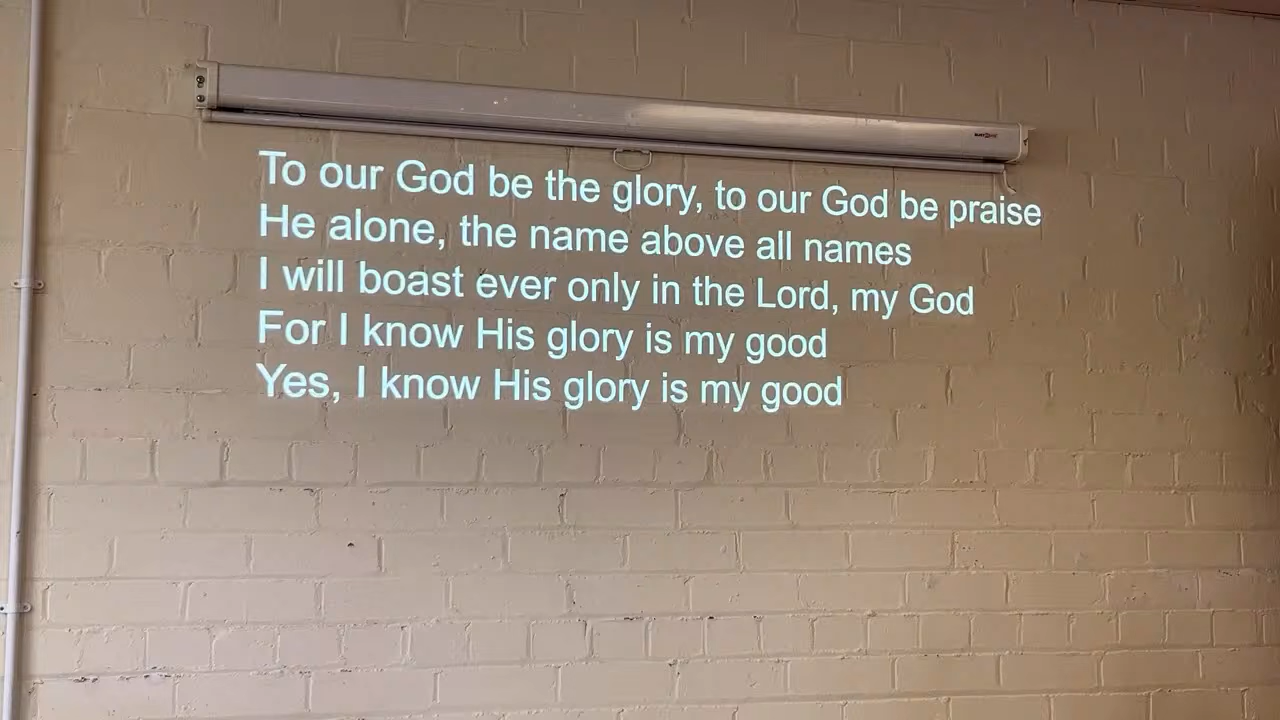 To our God be the glory, to our God be praise
He alone, the name above all names
I will boast ever only in the Lord, my God
For I know His glory is my good
Yes, I know His glory is my good